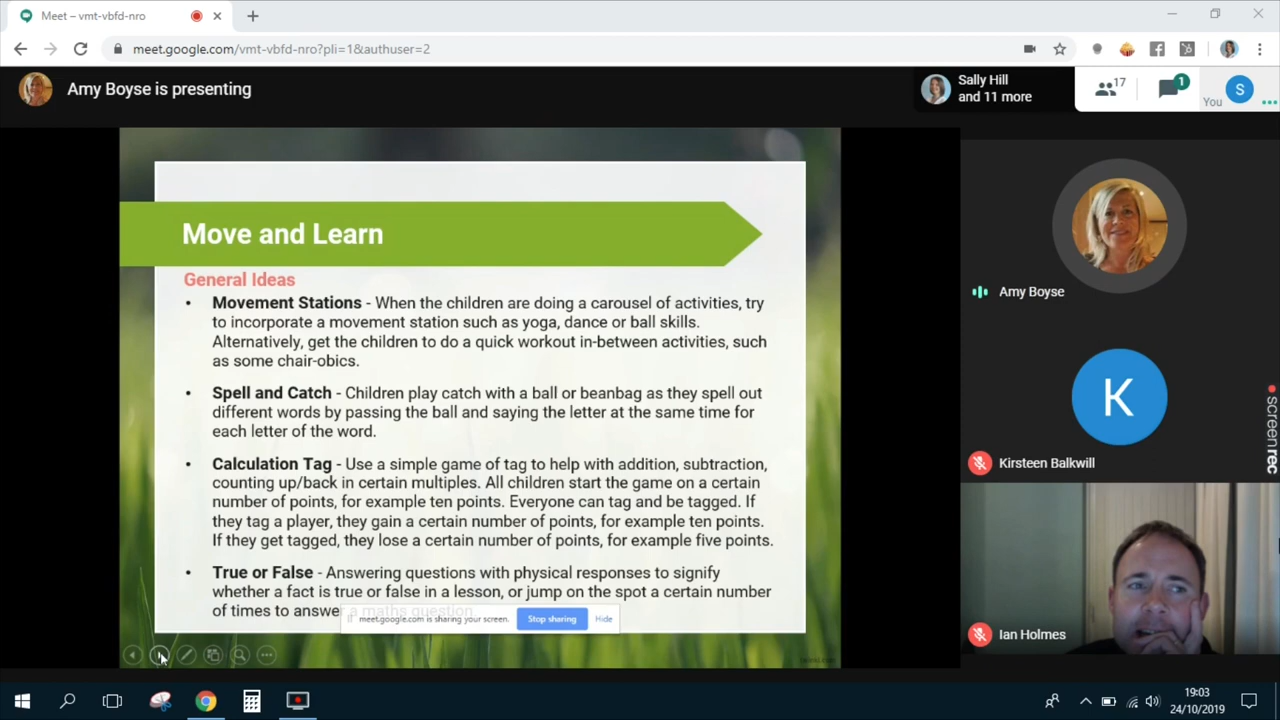 Meet – vmt-vbfd-nro
meet.google.com/vmt-vbfd-nro?pli=1&authuser=2
Amy Boyse is presenting
Sally Hill
and 11 more
17
1
You
S
Move and Learn
General Ideas
• Movement Stations - When the children are doing a carousel of activities, try
to incorporate a movement station such as yoga, dance or ball skills.
Alternatively, get the children to do a quick workout in-between activities, such
as some chair-obics.
• Spell and Catch - Children play catch with a ball or beanbag as they spell out
different words by passing the ball and saying the letter at the same time for
each letter of the word.
• Calculation Tag - Use a simple game of tag to help with addition, subtraction,
counting up/back in certain multiples. All children start the game on a certain
number of points, for example ten points. Everyone can tag and be tagged. If
they tag a player, they gain a certain number of points, for example ten points.
If they get tagged, they lose a certain number of points, for example five points.
• True or False - Answering questions with physical responses to signify
whether a fact is true or false in a lesson, or jump on the spot a certain number
of times to answer a maths question.
meet.google.com is sharing your screen.
Stop sharing
Hide
Amy Boyse
K
Kirsteen Balkwill
Ian Holmes
screenrec
19:03
24/10/2019